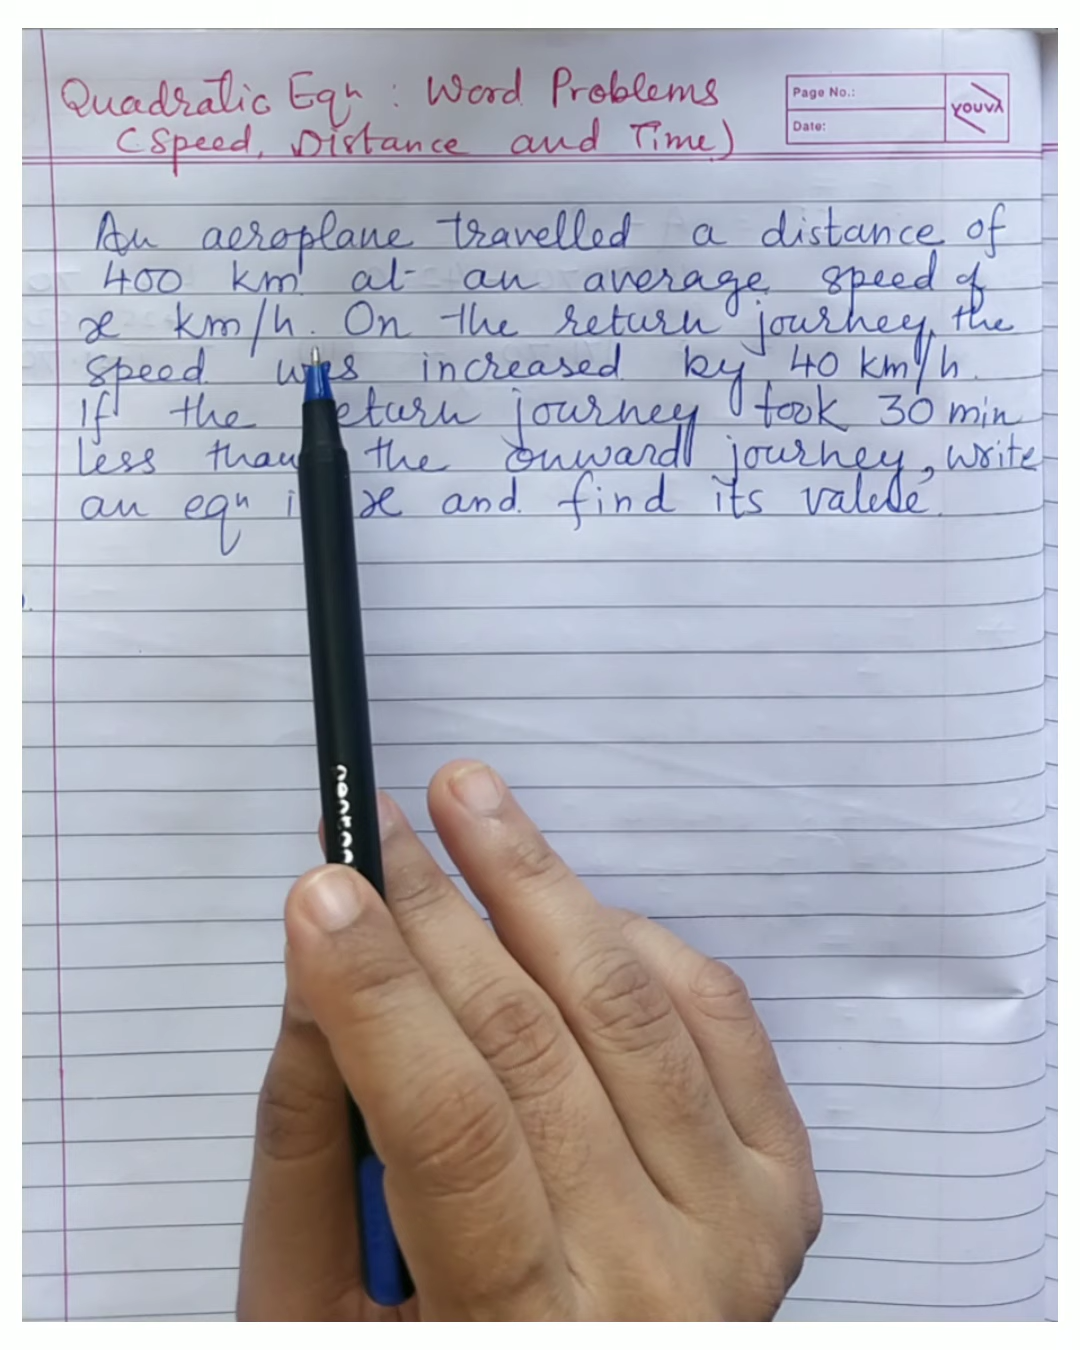 Quadratic Eqn : Word Problems
(Speed, Distance and Time)
Page No.:
Date:
youva
An aeroplane travelled a distance of
400 km at an average speed of
x km/h. On the return journey, the
speed was increased by 40 km/h.
If the eturn journey took 30 min
less than the onward journey, write
an eqn i x and find its value.